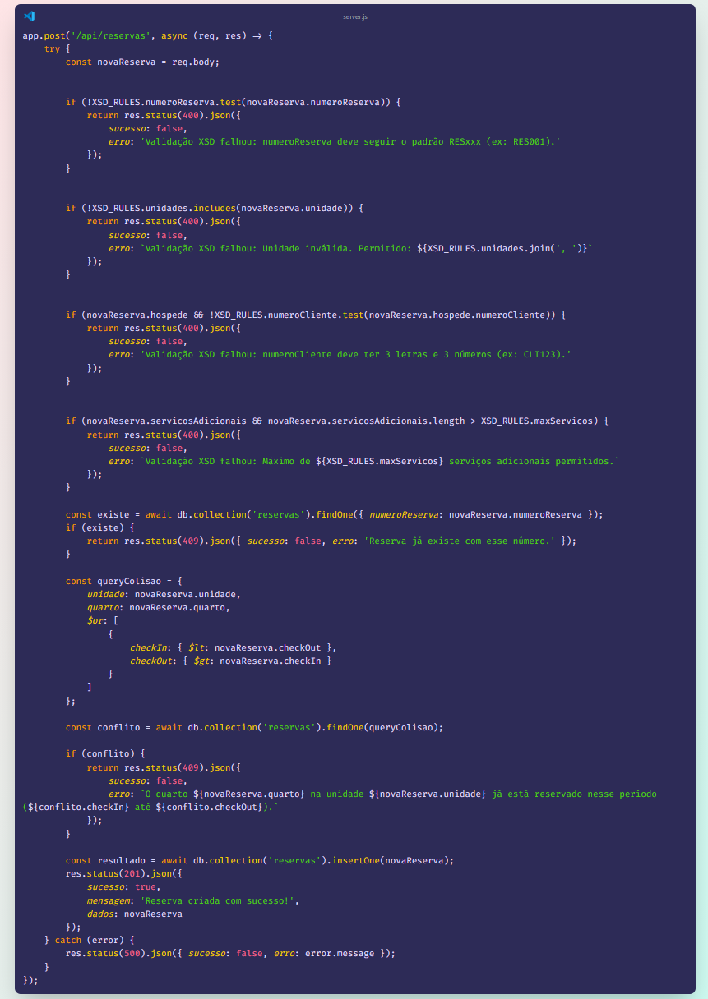 server.js
app.post('/api/reservas', async (req, res) => {
    try {
        const novaReserva = req.body;


        if (!XSD_RULES.numeroReserva.test(novaReserva.numeroReserva)) {
            return res.status(400).json({
                sucesso: false,
                erro: 'Validação XSD falhou: numeroReserva deve seguir o padrão RESxxx (ex: RES001).'
            });
        }


        if (!XSD_RULES.unidades.includes(novaReserva.unidade)) {
            return res.status(400).json({
                sucesso: false,
                erro: `Validação XSD falhou: Unidade inválida. Permitido: ${XSD_RULES.unidades.join(', ')}`
            });
        }


        if (novaReserva.hospede && !XSD_RULES.numeroCliente.test(novaReserva.hospede.numeroCliente)) {
            return res.status(400).json({
                sucesso: false,
                erro: 'Validação XSD falhou: numeroCliente deve ter 3 letras e 3 números (ex: CLI123).'
            });
        }


        if (novaReserva.servicosAdicionais && novaReserva.servicosAdicionais.length > XSD_RULES.maxServicos) {
            return res.status(400).json({
                sucesso: false,
                erro: `Validação XSD falhou: Máximo de ${XSD_RULES.maxServicos} serviços adicionais permitidos.`
            });
        }

        const existe = await db.collection('reservas').findOne({ numeroReserva: novaReserva.numeroReserva });
        if (existe) {
            return res.status(409).json({ sucesso: false, erro: 'Reserva já existe com esse número.' });
        }

        const queryColisao = {
            unidade: novaReserva.unidade,
            quarto: novaReserva.quarto,
            $or: [
                {
                    checkIn: { $lt: novaReserva.checkOut },
                    checkOut: { $gt: novaReserva.checkIn }
                }
            ]
        };

        const conflito = await db.collection('reservas').findOne(queryColisao);

        if (conflito) {
            return res.status(409).json({
                sucesso: false,
                erro: `O quarto ${novaReserva.quarto} na unidade ${novaReserva.unidade} já está reservado nesse período
(${conflito.checkIn} até ${conflito.checkOut}).`
            });
        }

        const resultado = await db.collection('reservas').insertOne(novaReserva);
        res.status(201).json({
            sucesso: true,
            mensagem: 'Reserva criada com sucesso!',
            dados: novaReserva
        });
    } catch (error) {
        res.status(500).json({ sucesso: false, erro: error.message });
    }
});